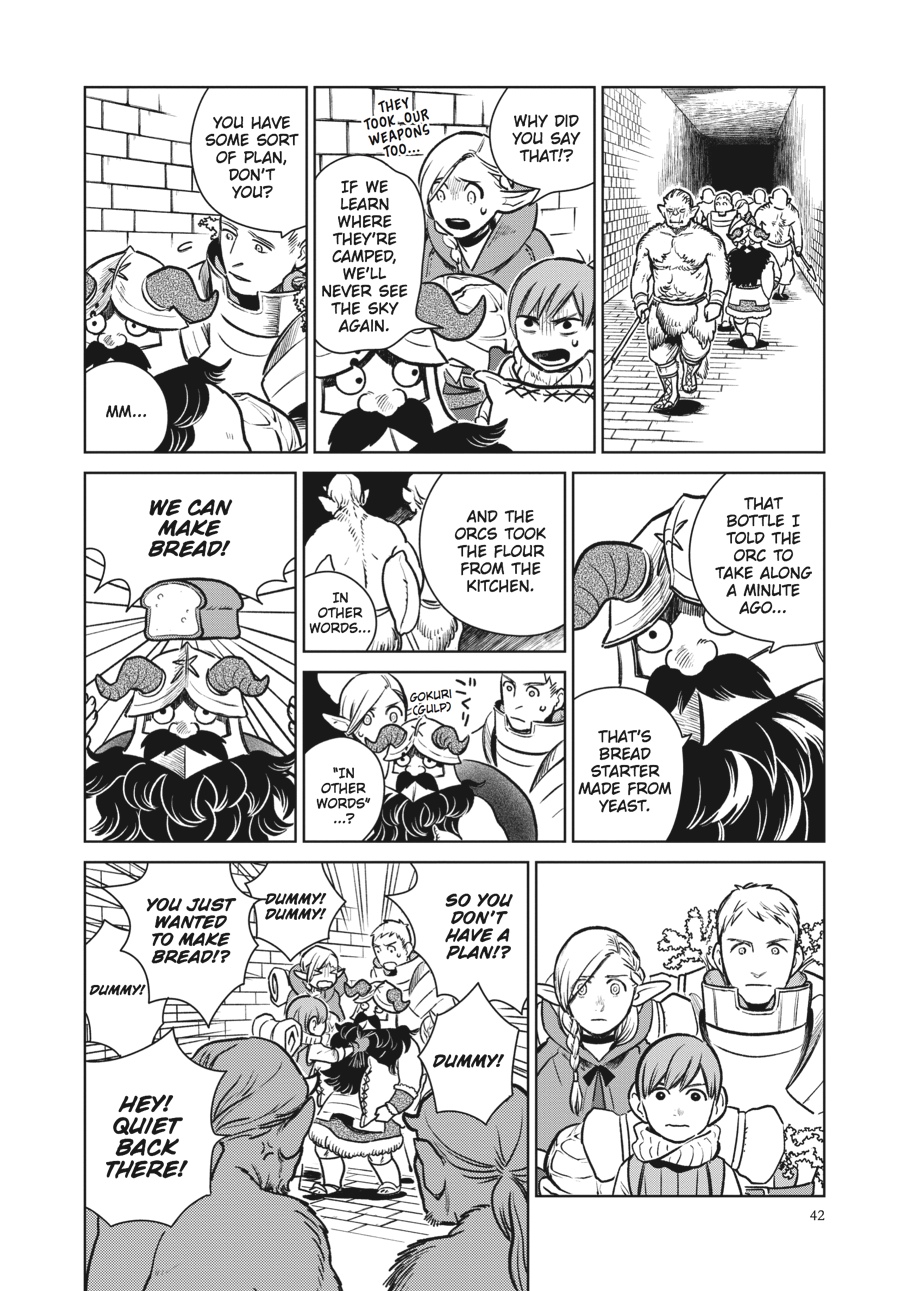 WHY DID
YOU SAY
THAT!?
THEY
TOOK OUR
WEAPONS
TOO...
IF WE
LEARN
WHERE
THEY'RE
CAMPED,
WE'LL
NEVER SEE
THE SKY
AGAIN.
YOU HAVE
SOME SORT
OF PLAN,
DON'T
YOU?
MM...
THAT
BOTTLE I
TOLD THE
ORC TO
TAKE ALONG
A MINUTE
AGO...
THAT'S
BREAD
STARTER
MADE FROM
YEAST.
AND THE
ORCS TOOK
THE FLOUR
FROM THE
KITCHEN.
IN
OTHER
WORDS...
GOKURI
(GULP)
"IN
OTHER
WORDS"
...?
WE CAN
MAKE
BREAD!
SO YOU
DON'T
HAVE A
PLAN!?
DUMMY!
DUMMY!
YOU JUST
WANTED
TO MAKE
BREAD!?
DUMMY!
DUMMY!
HEY!
QUIET
BACK
THERE!
42